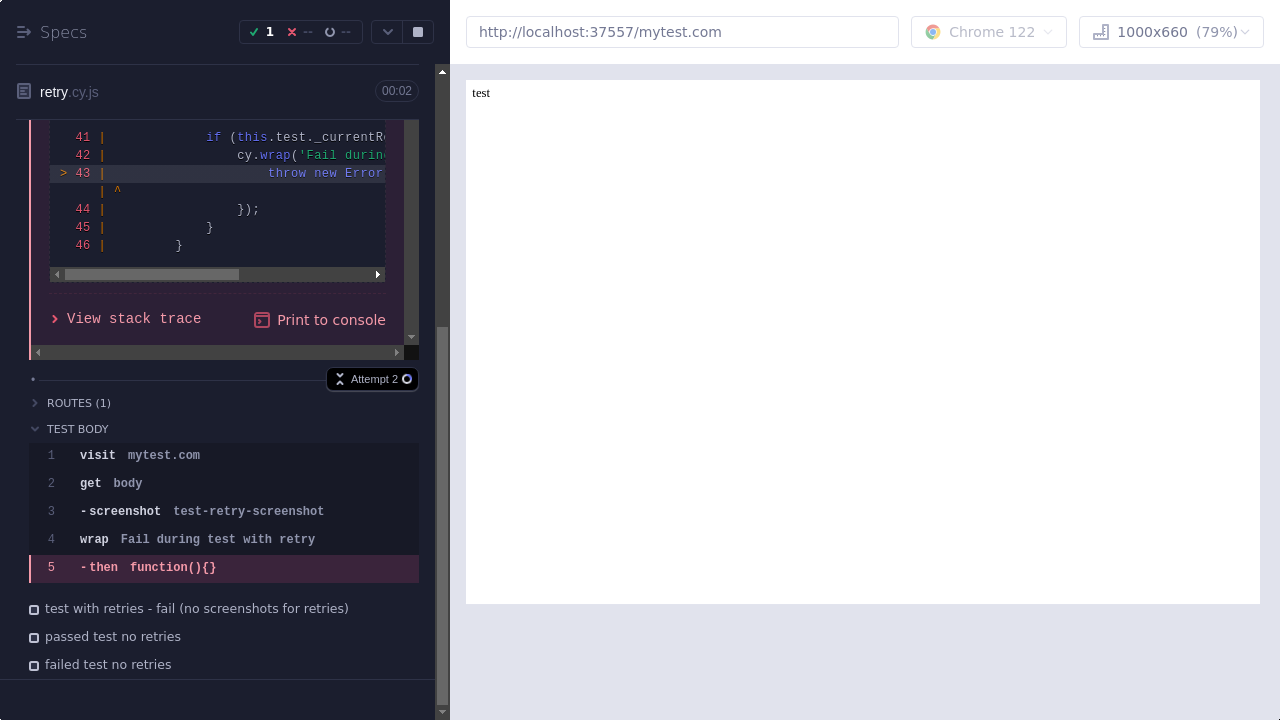 Specs
1 -- --
http://localhost:37557/mytest.com
Chrome 122
1000x660 (79%)
retry.cy.js
00:02
test
41 | if (this.test._currentRe
42 | cy.wrap('Fail during
> 43 | throw new Error
| ^
44 | });
45 | }
46 | }
View stack trace
Print to console
Attempt 2
ROUTES (1)
TEST BODY
1 visit mytest.com
2 get body
3 -screenshot test-retry-screenshot
4 wrap Fail during test with retry
5 -then function(){}
test with retries - fail (no screenshots for retries)
passed test no retries
failed test no retries